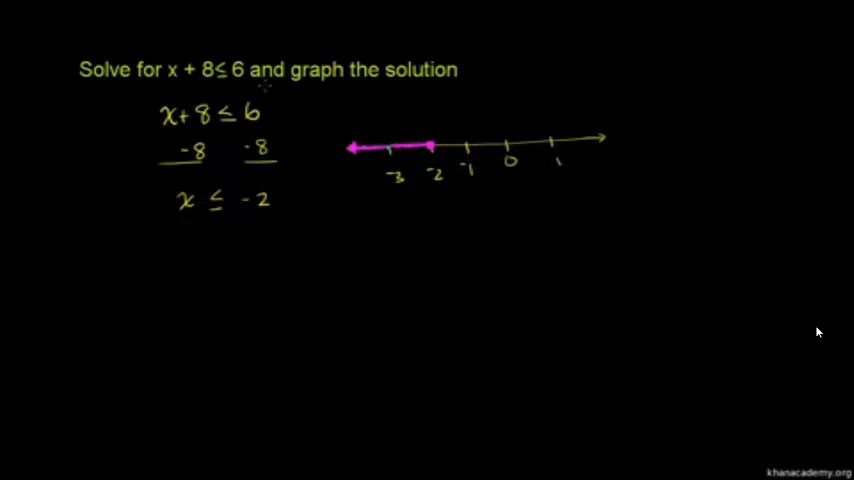 Solve for x + 8≤ 6 and graph the solution
x+ 8 ≤ 6
-8 -8
x ≤ -2
-3 -2 -1 0 1
khanacademy.org